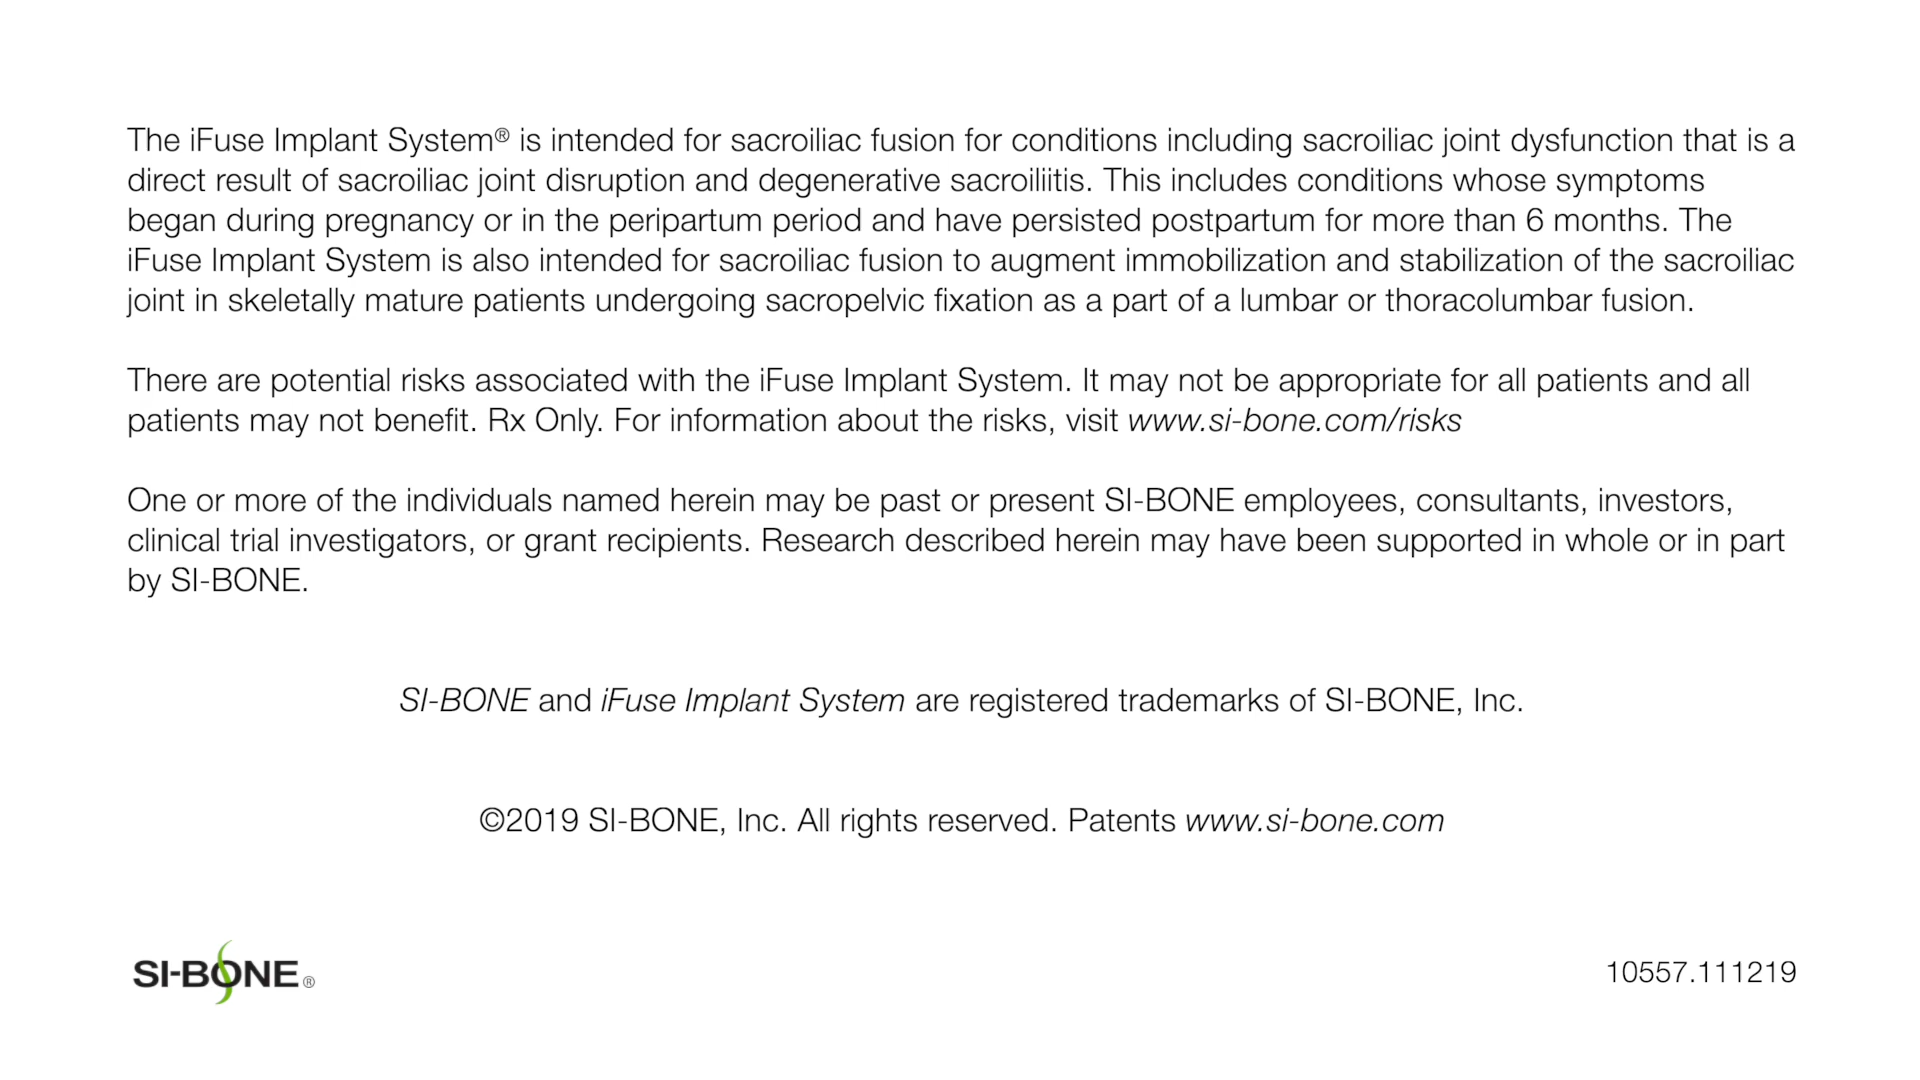 The iFuse Implant System® is intended for sacroiliac fusion for conditions including sacroiliac joint dysfunction that is a
direct result of sacroiliac joint disruption and degenerative sacroiliitis. This includes conditions whose symptoms
began during pregnancy or in the peripartum period and have persisted postpartum for more than 6 months. The
iFuse Implant System is also intended for sacroiliac fusion to augment immobilization and stabilization of the sacroiliac
joint in skeletally mature patients undergoing sacropelvic fixation as a part of a lumbar or thoracolumbar fusion.
There are potential risks associated with the iFuse Implant System. It may not be appropriate for all patients and all
patients may not benefit. Rx Only. For information about the risks, visit www.si-bone.com/risks
One or more of the individuals named herein may be past or present SI-BONE employees, consultants, investors,
clinical trial investigators, or grant recipients. Research described herein may have been supported in whole or in part
by SI-BONE.
SI-BONE and iFuse Implant System are registered trademarks of SI-BONE, Inc.
©2019 SI-BONE, Inc. All rights reserved. Patents www.si-bone.com
SI-BONE®
10557.111219